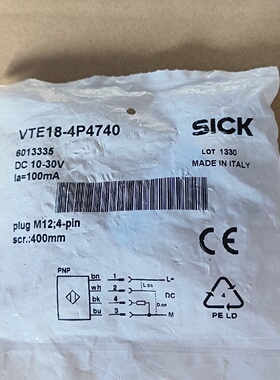 VTE18-4P4740
SICK
6013335
DC 10-30V
Ia=100mA
LOT 1330
MADE IN ITALY
plug M12;4-pin
scr.:400mm
CE
PNP
bn 1 L+
wh 2 L.on
DC
bk 4 D.on
bu 3 M
4
PE LD